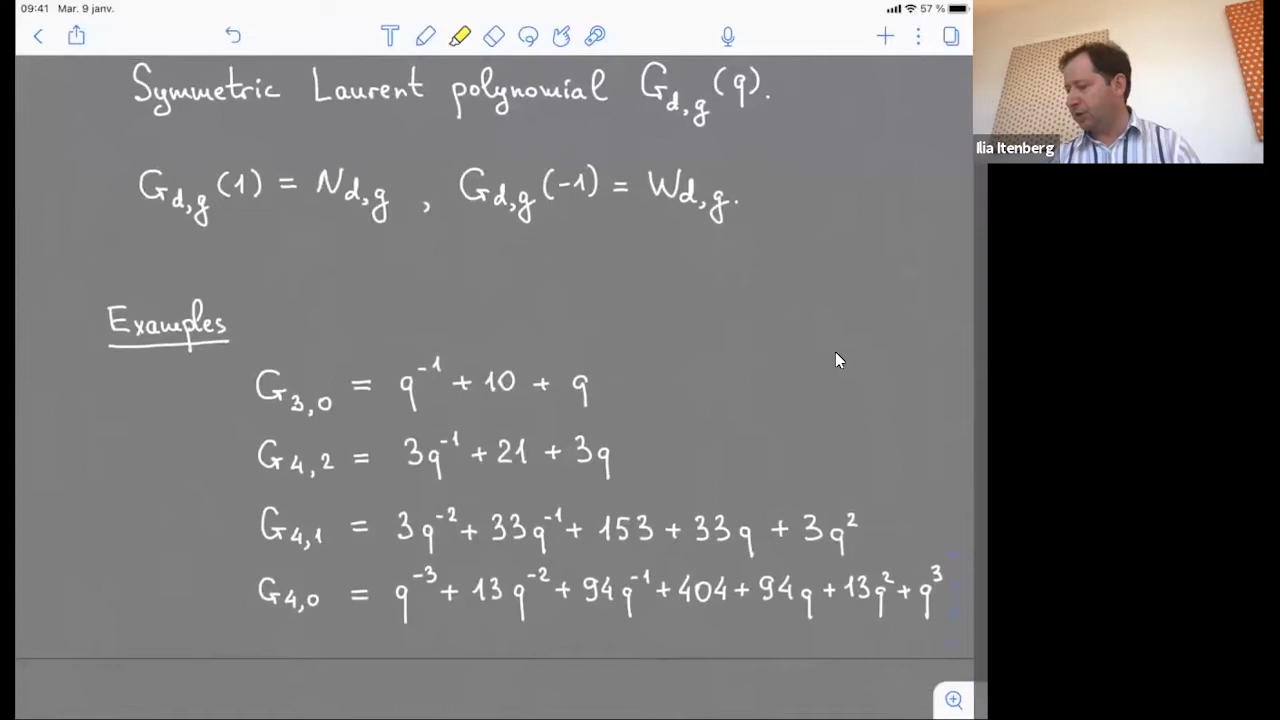 09:41 Mar. 9 janv.
57 %
Symmetric Laurent polynomial G_{d,g}(q).
G_{d,g}(1) = N_{d,g} , G_{d,g}(-1) = W_{d,g}.
Ilia Itenberg
Examples
G_{3,0} = q^{-1} + 10 + q
G_{4,2} = 3q^{-1} + 21 + 3q
G_{4,1} = 3q^{-2} + 33q^{-1} + 153 + 33q + 3q^2
G_{4,0} = q^{-3} + 13q^{-2} + 94q^{-1} + 404 + 94q + 13q^2 + q^3